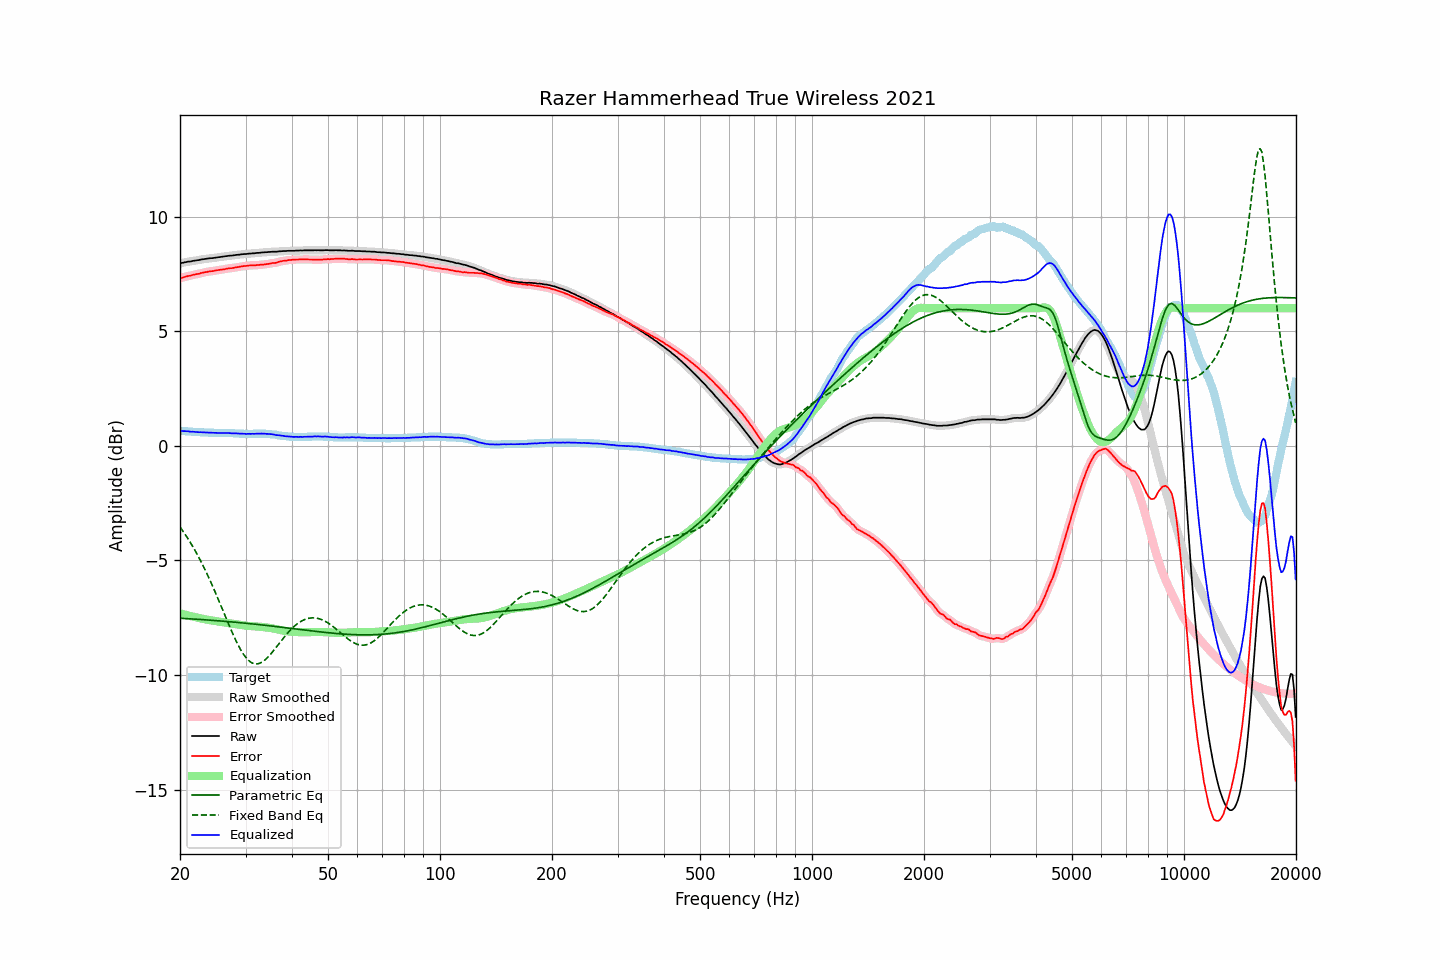 Razer Hammerhead True Wireless 2021
Amplitude (dBr)
10
5
0
−5
−10
−15
Target
Raw Smoothed
Error Smoothed
Raw
Error
Equalization
Parametric Eq
Fixed Band Eq
Equalized
20 50 100 200 500 1000 2000 5000 10000 20000
Frequency (Hz)